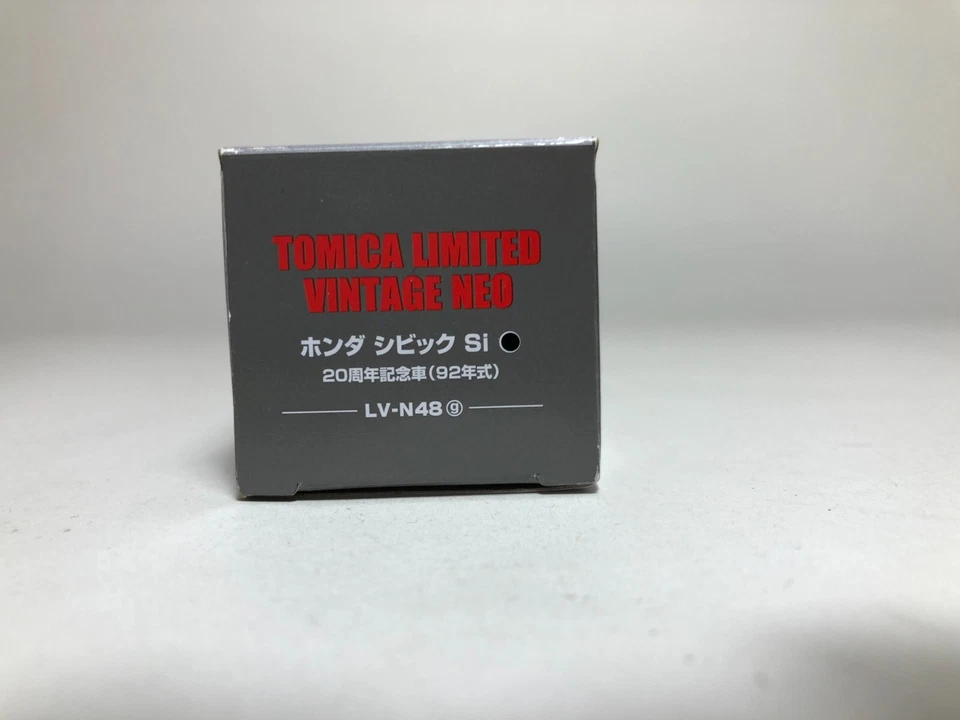 TOMICA LIMITED
VINTAGE NEO
ホンダ シビック Si ●
20周年記念車(92年式)
LV-N48 ⓖ